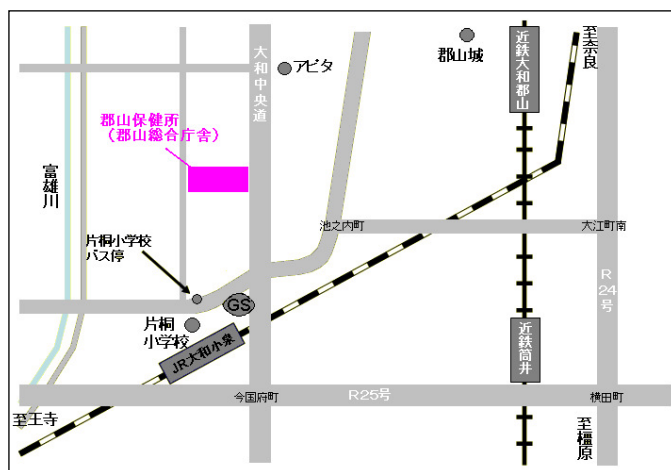 大和中央道
アピタ
郡山城
近鉄大和郡山
至奈良
郡山保健所
(郡山総合庁舎)
富雄川
池之内町
大江町南
片桐小学校
バス停
R24号
GS
片桐
小学校
JR大和小泉
近鉄筒井
今国府町
R25号
横田町
至王寺
至橿原